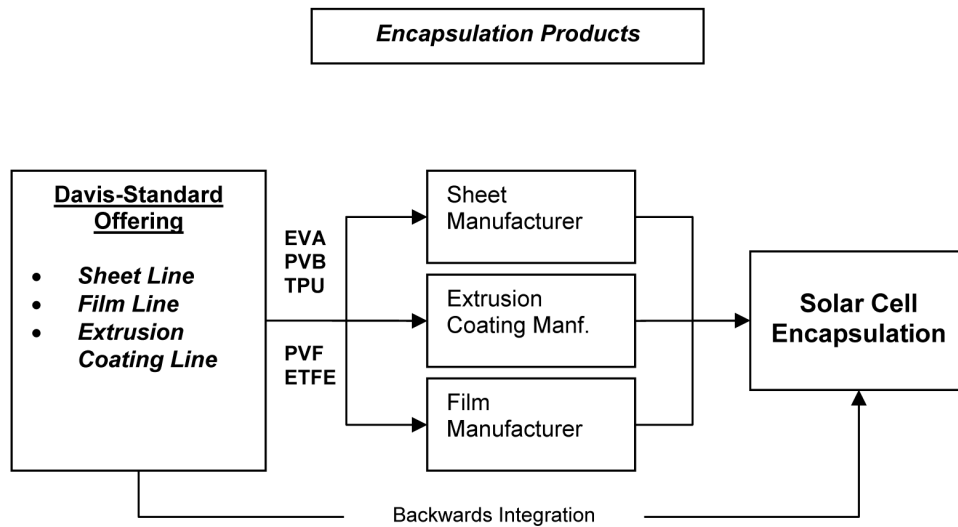 Encapsulation Products
Davis-Standard
Offering
• Sheet Line
• Film Line
• Extrusion
Coating Line
EVA
PVB
TPU
PVF
ETFE
Sheet
Manufacturer
Extrusion
Coating Manf.
Film
Manufacturer
Solar Cell
Encapsulation
Backwards Integration